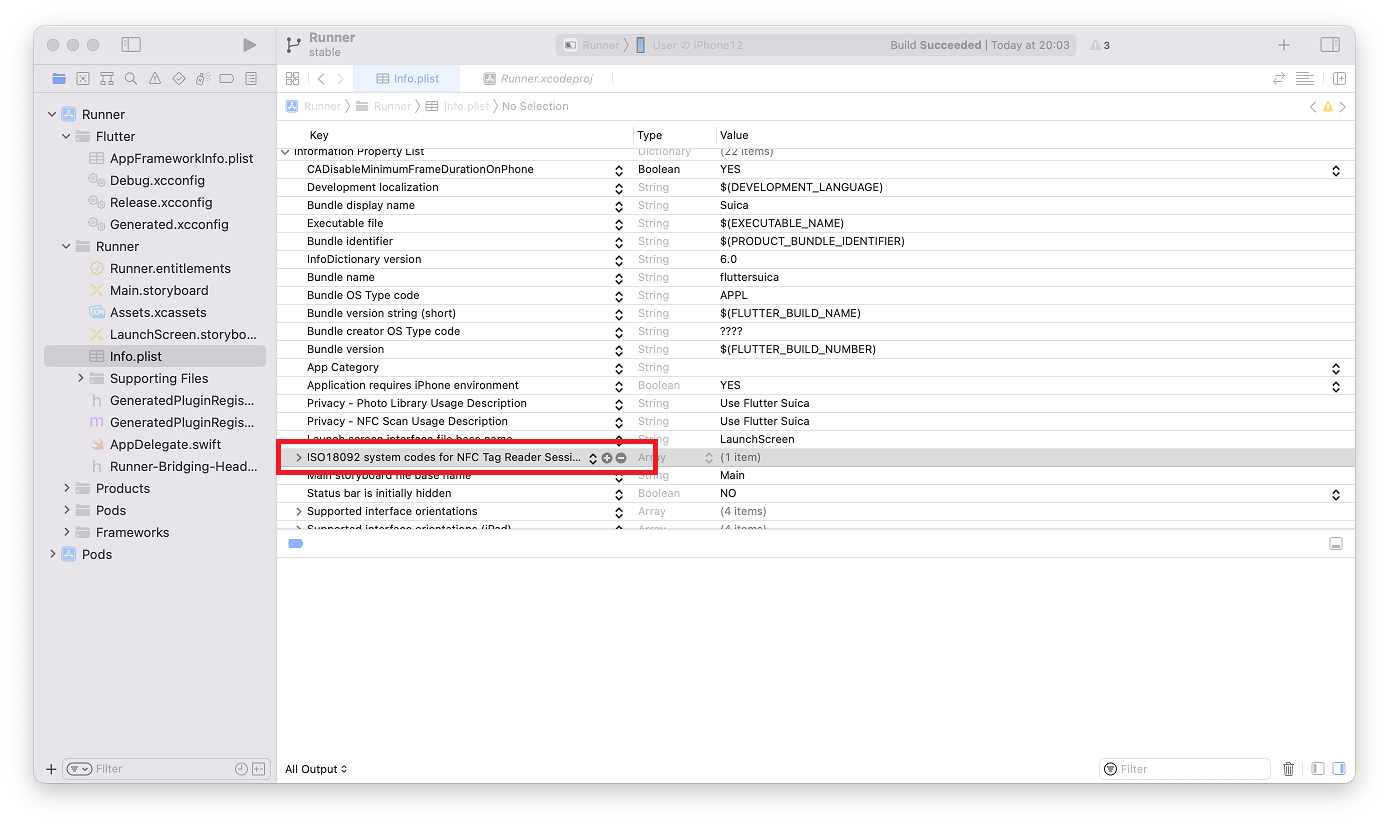 Runner
stable
Runner
User の iPhone12
Build Succeeded | Today at 20:03
3
Info.plist
Runner.xcodeproj
Runner
Runner
Info.plist
No Selection
Runner
Flutter
AppFrameworkInfo.plist
Debug.xcconfig
Release.xcconfig
Generated.xcconfig
Runner
Runner.entitlements
Main.storyboard
Assets.xcassets
LaunchScreen.storybo...
Info.plist
Supporting Files
GeneratedPluginRegis...
GeneratedPluginRegis...
AppDelegate.swift
Runner-Bridging-Head...
Products
Pods
Frameworks
Pods
Filter
Key Type Value
Information Property List Dictionary (22 items)
CADisableMinimumFrameDurationOnPhone Boolean YES
Development localization String $(DEVELOPMENT_LANGUAGE)
Bundle display name String Suica
Executable file String $(EXECUTABLE_NAME)
Bundle identifier String $(PRODUCT_BUNDLE_IDENTIFIER)
InfoDictionary version String 6.0
Bundle name String fluttersuica
Bundle OS Type code String APPL
Bundle version string (short) String $(FLUTTER_BUILD_NAME)
Bundle creator OS Type code String ????
Bundle version String $(FLUTTER_BUILD_NUMBER)
App Category String
Application requires iPhone environment Boolean YES
Privacy - Photo Library Usage Description String Use Flutter Suica
Privacy - NFC Scan Usage Description String Use Flutter Suica
Launch screen interface file base name String LaunchScreen
ISO18092 system codes for NFC Tag Reader Sessi... Array (1 item)
Main storyboard file base name String Main
Status bar is initially hidden Boolean NO
Supported interface orientations Array (4 items)
Supported interface orientations (iPad) Array (4 items)
All Output
Filter